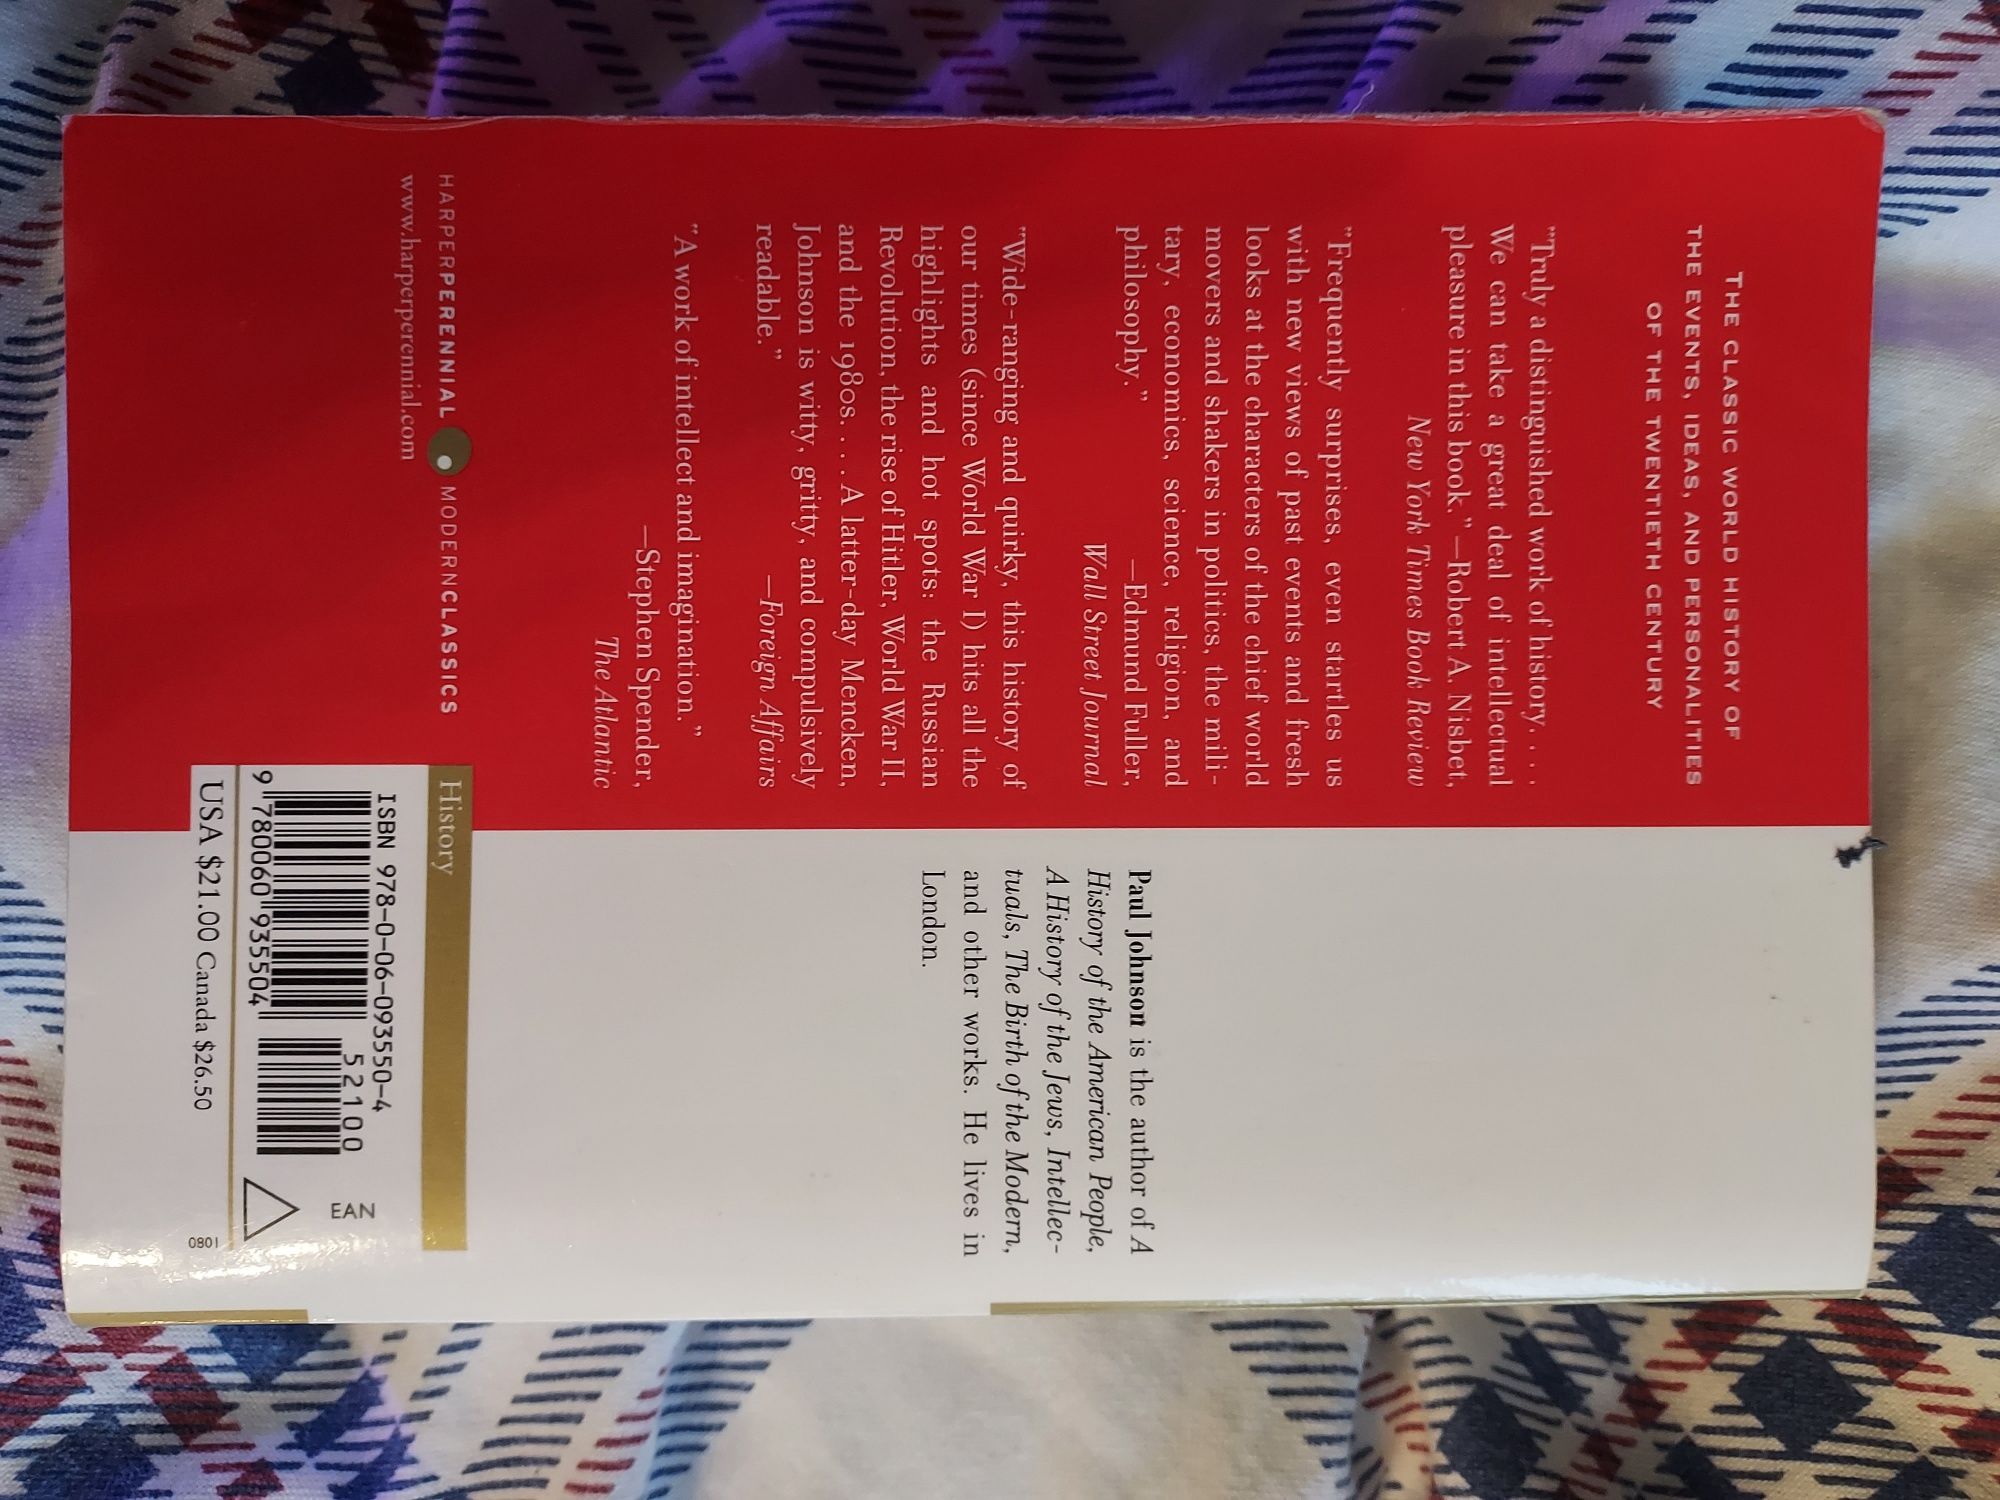 THE CLASSIC WORLD HISTORY OF
THE EVENTS, IDEAS, AND PERSONALITIES
OF THE TWENTIETH CENTURY
"Truly a distinguished work of history. . . .
We can take a great deal of intellectual
pleasure in this book." —Robert A. Nisbet,
New York Times Book Review
"Frequently surprises, even startles us
with new views of past events and fresh
looks at the characters of the chief world
movers and shakers in politics, the mili-
tary, economics, science, religion, and
philosophy." —Edmund Fuller,
Wall Street Journal
"Wide-ranging and quirky, this history of
our times (since World War I) hits all the
highlights and hot spots: the Russian
Revolution, the rise of Hitler, World War II,
and the 1980s. . . . A latter-day Mencken,
Johnson is witty, gritty, and compulsively
readable." —Foreign Affairs
"A work of intellect and imagination."
—Stephen Spender,
The Atlantic
Paul Johnson is the author of A
History of the American People,
A History of the Jews, Intellec-
tuals, The Birth of the Modern,
and other works. He lives in
London.
HARPERPERENNIAL MODERNCLASSICS
www.harperperennial.com
History
ISBN 978-0-06-093550-4
52100
9 780060 935504
EAN
USA $21.00 Canada $26.50
0801